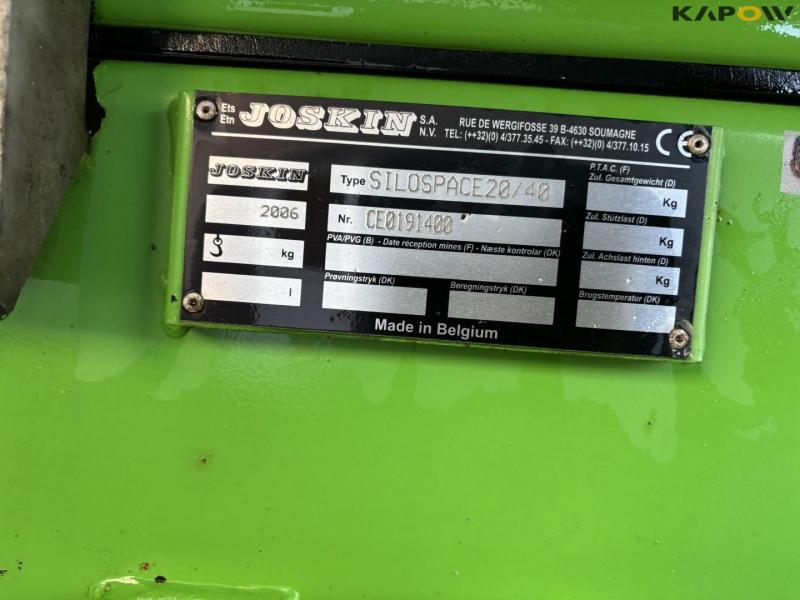 KAPOW
Ets
Etn
JOSKIN
S.A.
N.V.
RUE DE WERGIFOSSE 39 B-4630 SOUMAGNE
TEL: (++32)(0) 4/377.35.45 - FAX: (++32)(0) 4/377.10.15
CE
JOSKIN
2006
kg
l
Type SILOSPACE20/40
Nr. CE0191400
PVA/PVG (B) - Date réception mines (F) - Næste kontrolar (DK)
Prøvningstryk (DK)
Beregningstryk (DK)
P.T.A.C. (F)
Zul. Gesamtgewicht (D)
Kg
Zul. Stützlast (D)
Kg
Zul. Achslast hinten (D)
Kg
Brugstemperatur (DK)
Made in Belgium